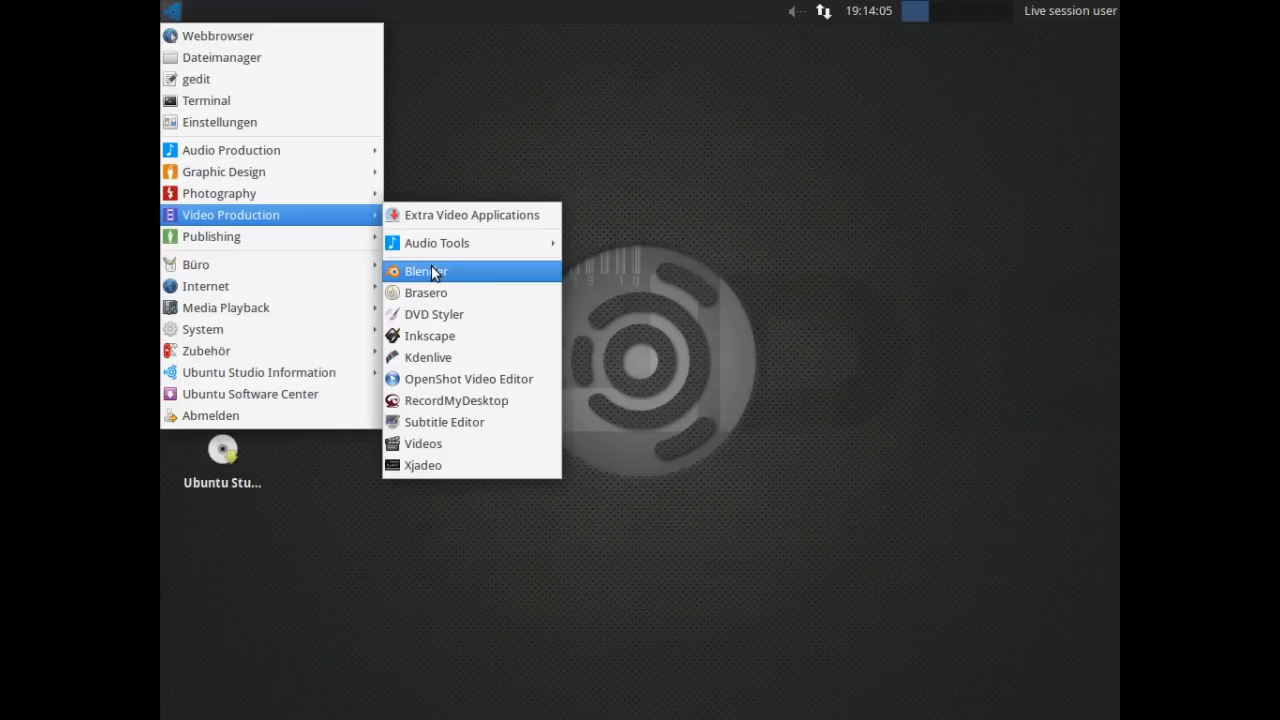 19:14:05
Live session user
Webbrowser
Dateimanager
gedit
Terminal
Einstellungen
Audio Production
Graphic Design
Photography
Video Production
Publishing
Büro
Internet
Media Playback
System
Zubehör
Ubuntu Studio Information
Ubuntu Software Center
Abmelden
Extra Video Applications
Audio Tools
Blender
Brasero
DVD Styler
Inkscape
Kdenlive
OpenShot Video Editor
RecordMyDesktop
Subtitle Editor
Videos
Xjadeo
3 10
Ubuntu Stu...